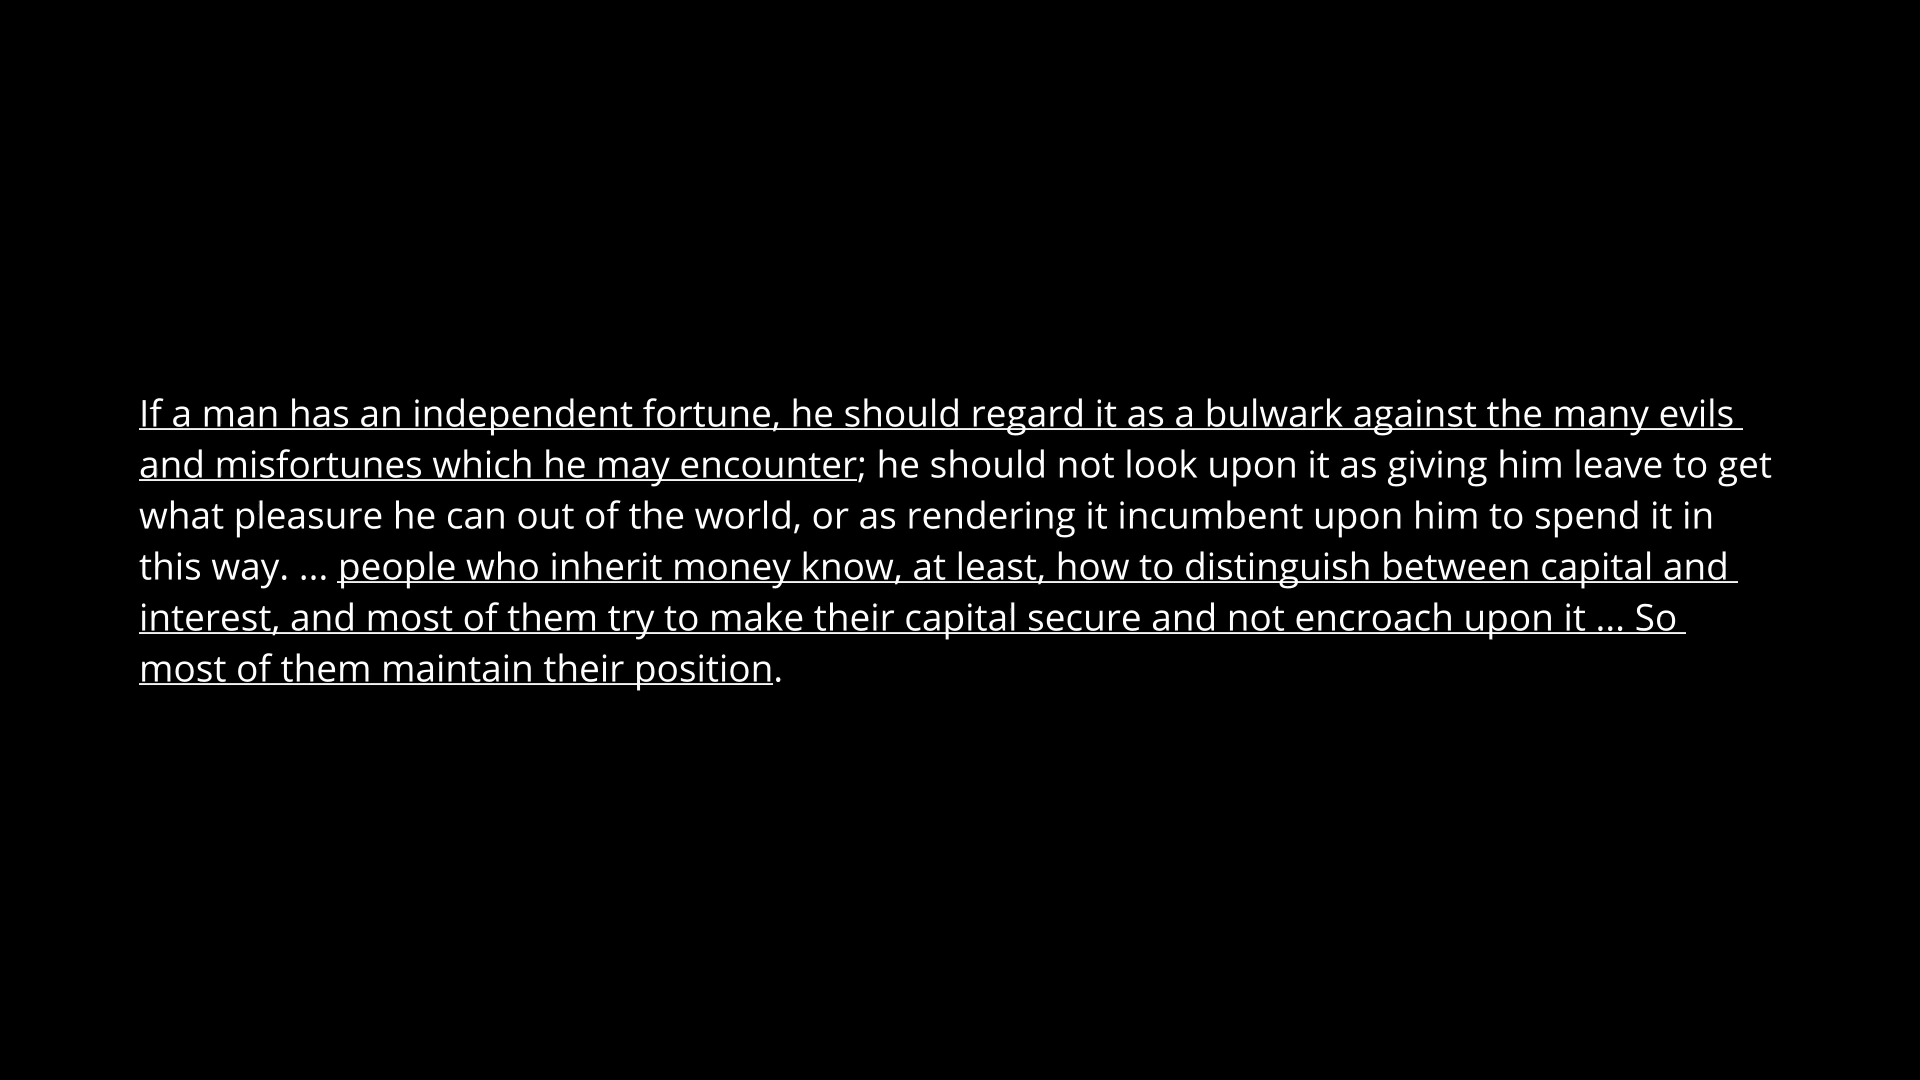 If a man has an independent fortune, he should regard it as a bulwark against the many evils
and misfortunes which he may encounter; he should not look upon it as giving him leave to get
what pleasure he can out of the world, or as rendering it incumbent upon him to spend it in
this way. ... people who inherit money know, at least, how to distinguish between capital and
interest, and most of them try to make their capital secure and not encroach upon it ... So
most of them maintain their position.